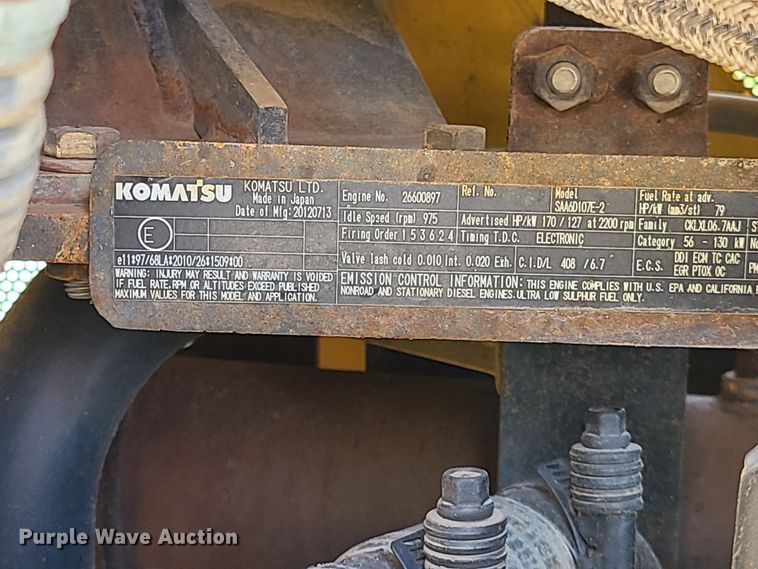 KOMATSU KOMATSU LTD.
Made in Japan
Date of Mfg:20120713
E
e11*97/68LA*2010/26*1509*00
WARNING: INJURY MAY RESULT AND WARRANTY VOIDED
IF FUEL RATE.RPM OR ALTITUDES EXCEED PUBLISHED
MAXIMUM VALUES FOR THIS MODEL AND APPLICATION.
Engine No. 26600897
Ref. No.
Model
SAA6D107E-2
Fuel Rate at adv.
HP/kW (mm3/st) 79
Idle Speed (rpm) 975
Advertised HP/kW 170 / 127 at 2200 rpm
Family CKLXL06.7AAJ
Firing Order 1 5 3 6 2 4
Timing T.D.C. ELECTRONIC
Category 56 - 130 kW
Valve lash cold 0.010 Int. 0.020 Exh.
C.I.D/L 408 /6.7
E.C.S. DDI ECM TC CAC
EGR PTOX OC
EMISSION CONTROL INFORMATION: THIS ENGINE COMPLIES WITH U.S. EPA AND CALIFORNIA
NONROAD AND STATIONARY DIESEL ENGINES.ULTRA LOW SULPHUR FUEL ONLY.
Purple Wave Auction